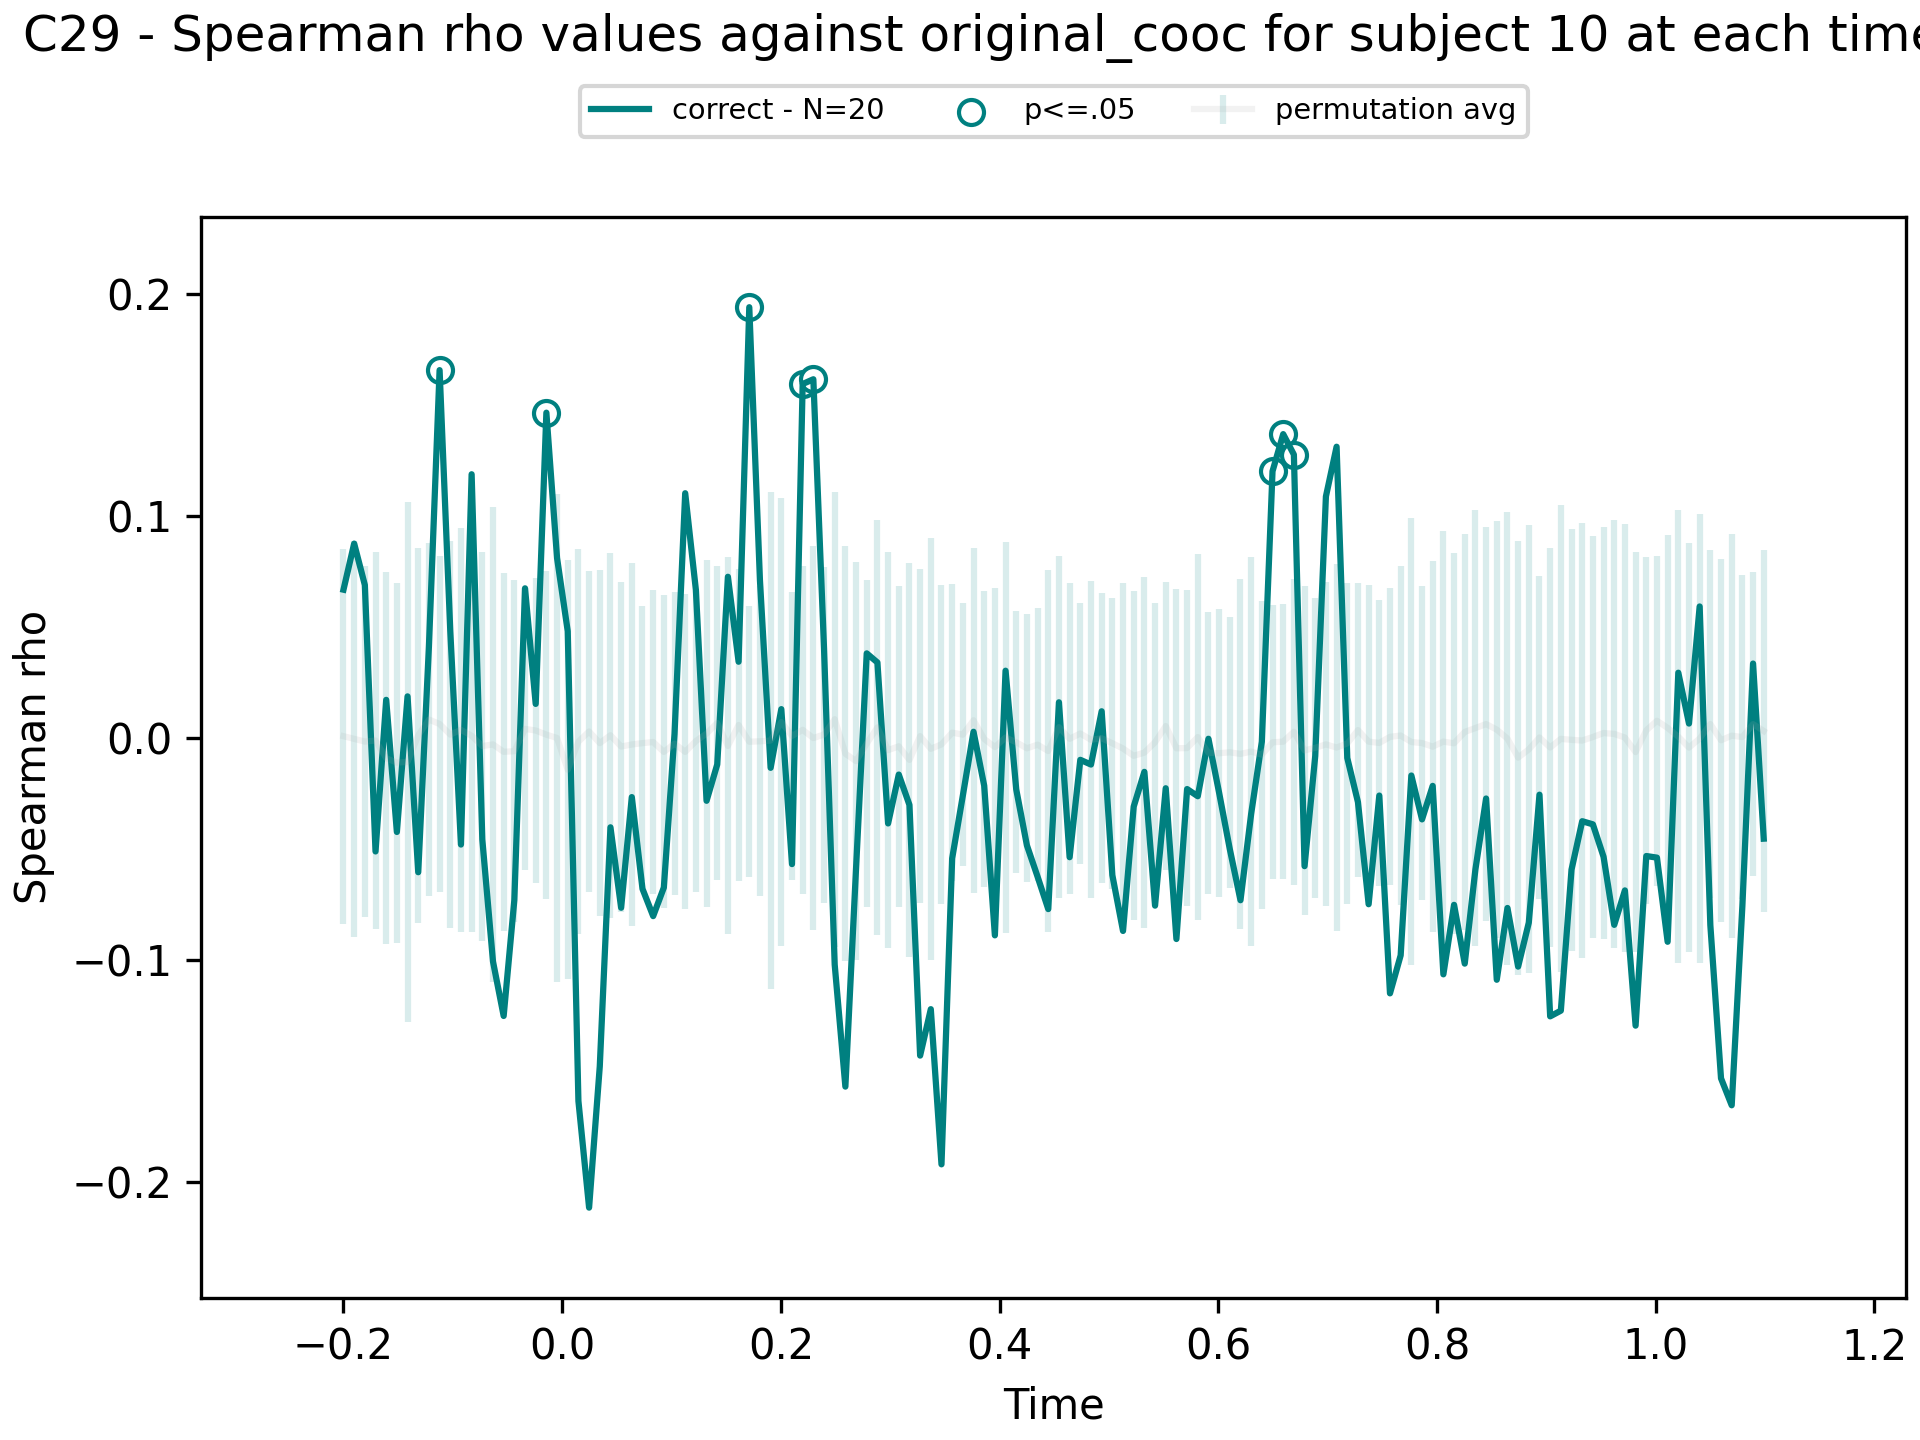 C29 - Spearman rho values against original_cooc for subject 10 at each time
correct - N=20 p<=.05 permutation avg
0.2
0.1
0.0
−0.1
−0.2
Spearman rho
−0.2 0.0 0.2 0.4 0.6 0.8 1.0 1.2
Time